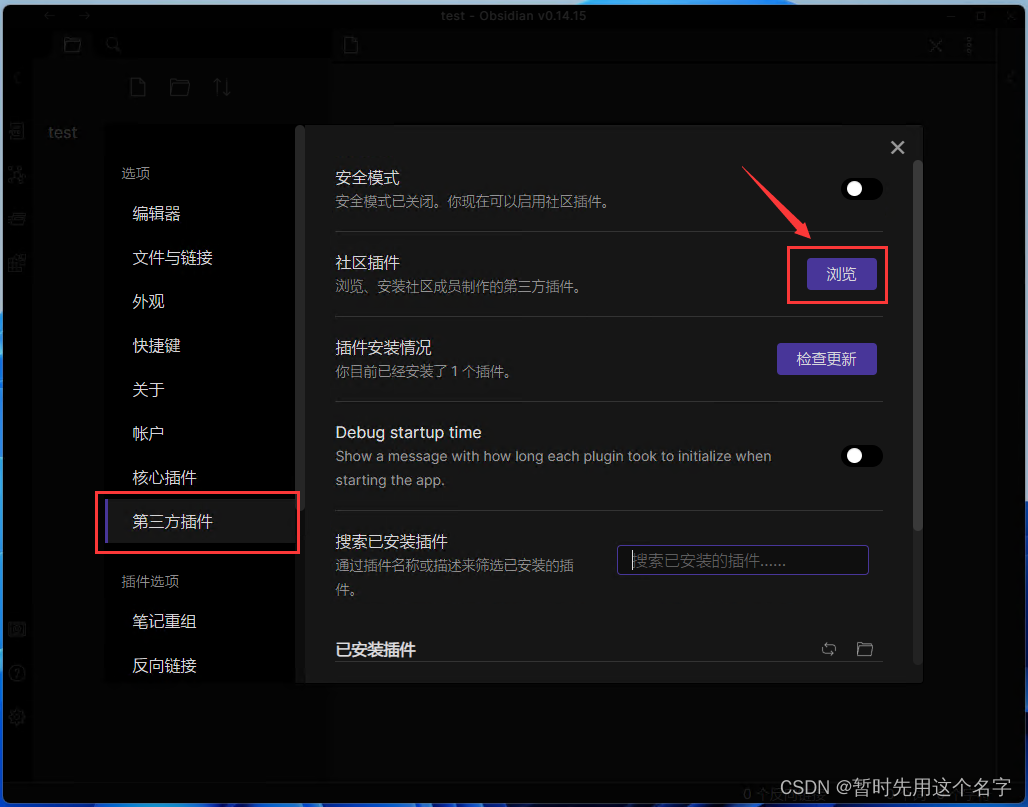 test - Obsidian v0.14.15
test
选项
编辑器
文件与链接
外观
快捷键
关于
帐户
核心插件
第三方插件
插件选项
笔记重组
反向链接
安全模式
安全模式已关闭。你现在可以启用社区插件。
社区插件
浏览、安装社区成员制作的第三方插件。
浏览
插件安装情况
你目前已经安装了 1 个插件。
检查更新
Debug startup time
Show a message with how long each plugin took to initialize when
starting the app.
搜索已安装插件
通过插件名称或描述来筛选已安装的插
件。
搜索已安装的插件......
已安装插件
0 个反向链接
CSDN @暂时先用这个名字